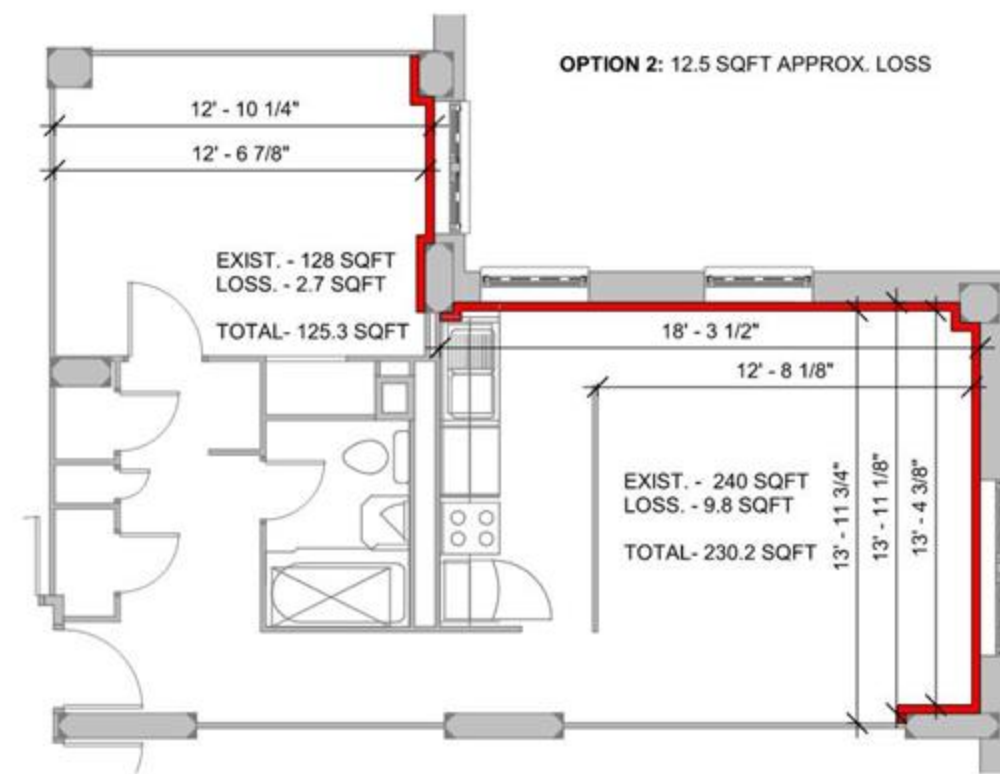 OPTION 2: 12.5 SQFT APPROX. LOSS
12' - 10 1/4"
12' - 6 7/8"
EXIST. - 128 SQFT
LOSS. - 2.7 SQFT
TOTAL- 125.3 SQFT
18' - 3 1/2"
12' - 8 1/8"
EXIST. -  240 SQFT
LOSS. - 9.8 SQFT
TOTAL- 230.2 SQFT
13' - 11 3/4"
13' - 11 1/8"
13' - 4 3/8"